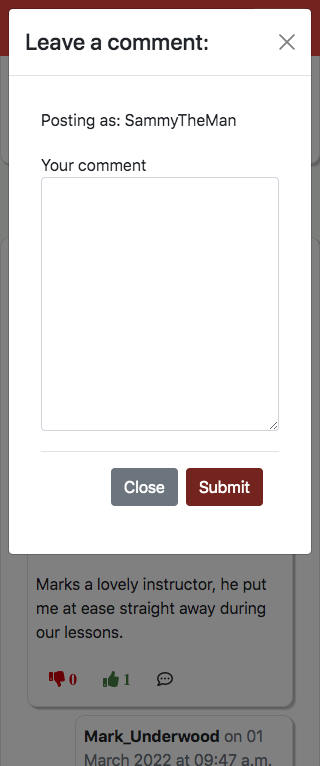 Leave a comment:
Posting as: SammyTheMan
Your comment
Close Submit
Marks a lovely instructor, he put
me at ease straight away during
our lessons.
0 1
Mark_Underwood on 01
March 2022 at 09:47 a.m.